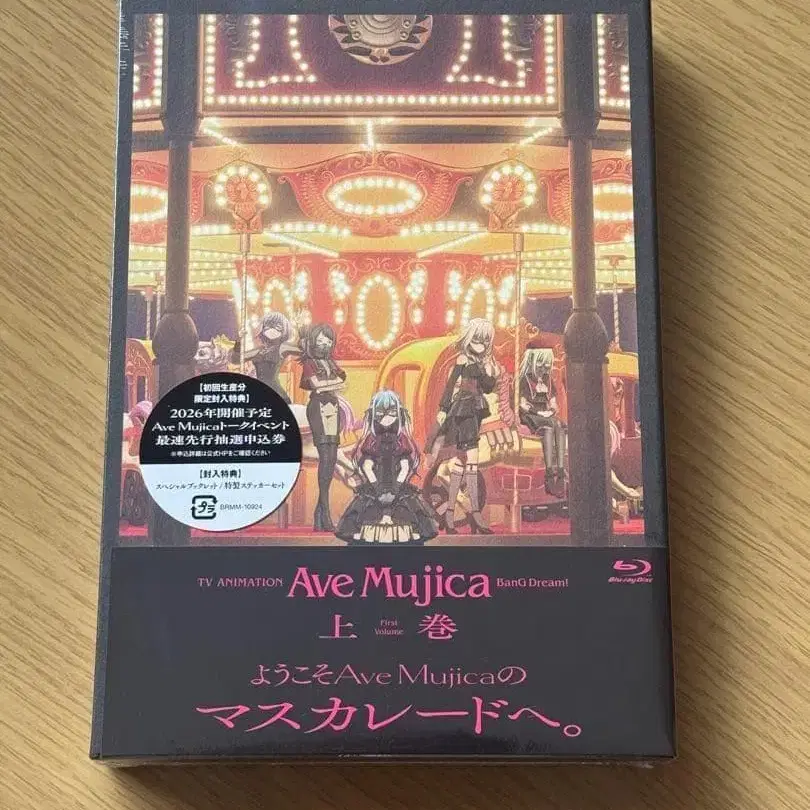 【初回生産分
限定封入特典】
2026年開催予定
Ave Mujicaトークイベント
最速先行抽選申込券
※申込詳細は公式HPをご確認ください
【封入特典】
スペシャルブックレット / 特製ステッカーセット
プラ
BRMM-10924
TV ANIMATION Ave Mujica BanG Dream!
Blu-ray Disc
上 First Volume 巻
ようこそAve Mujicaの
マスカレードへ。